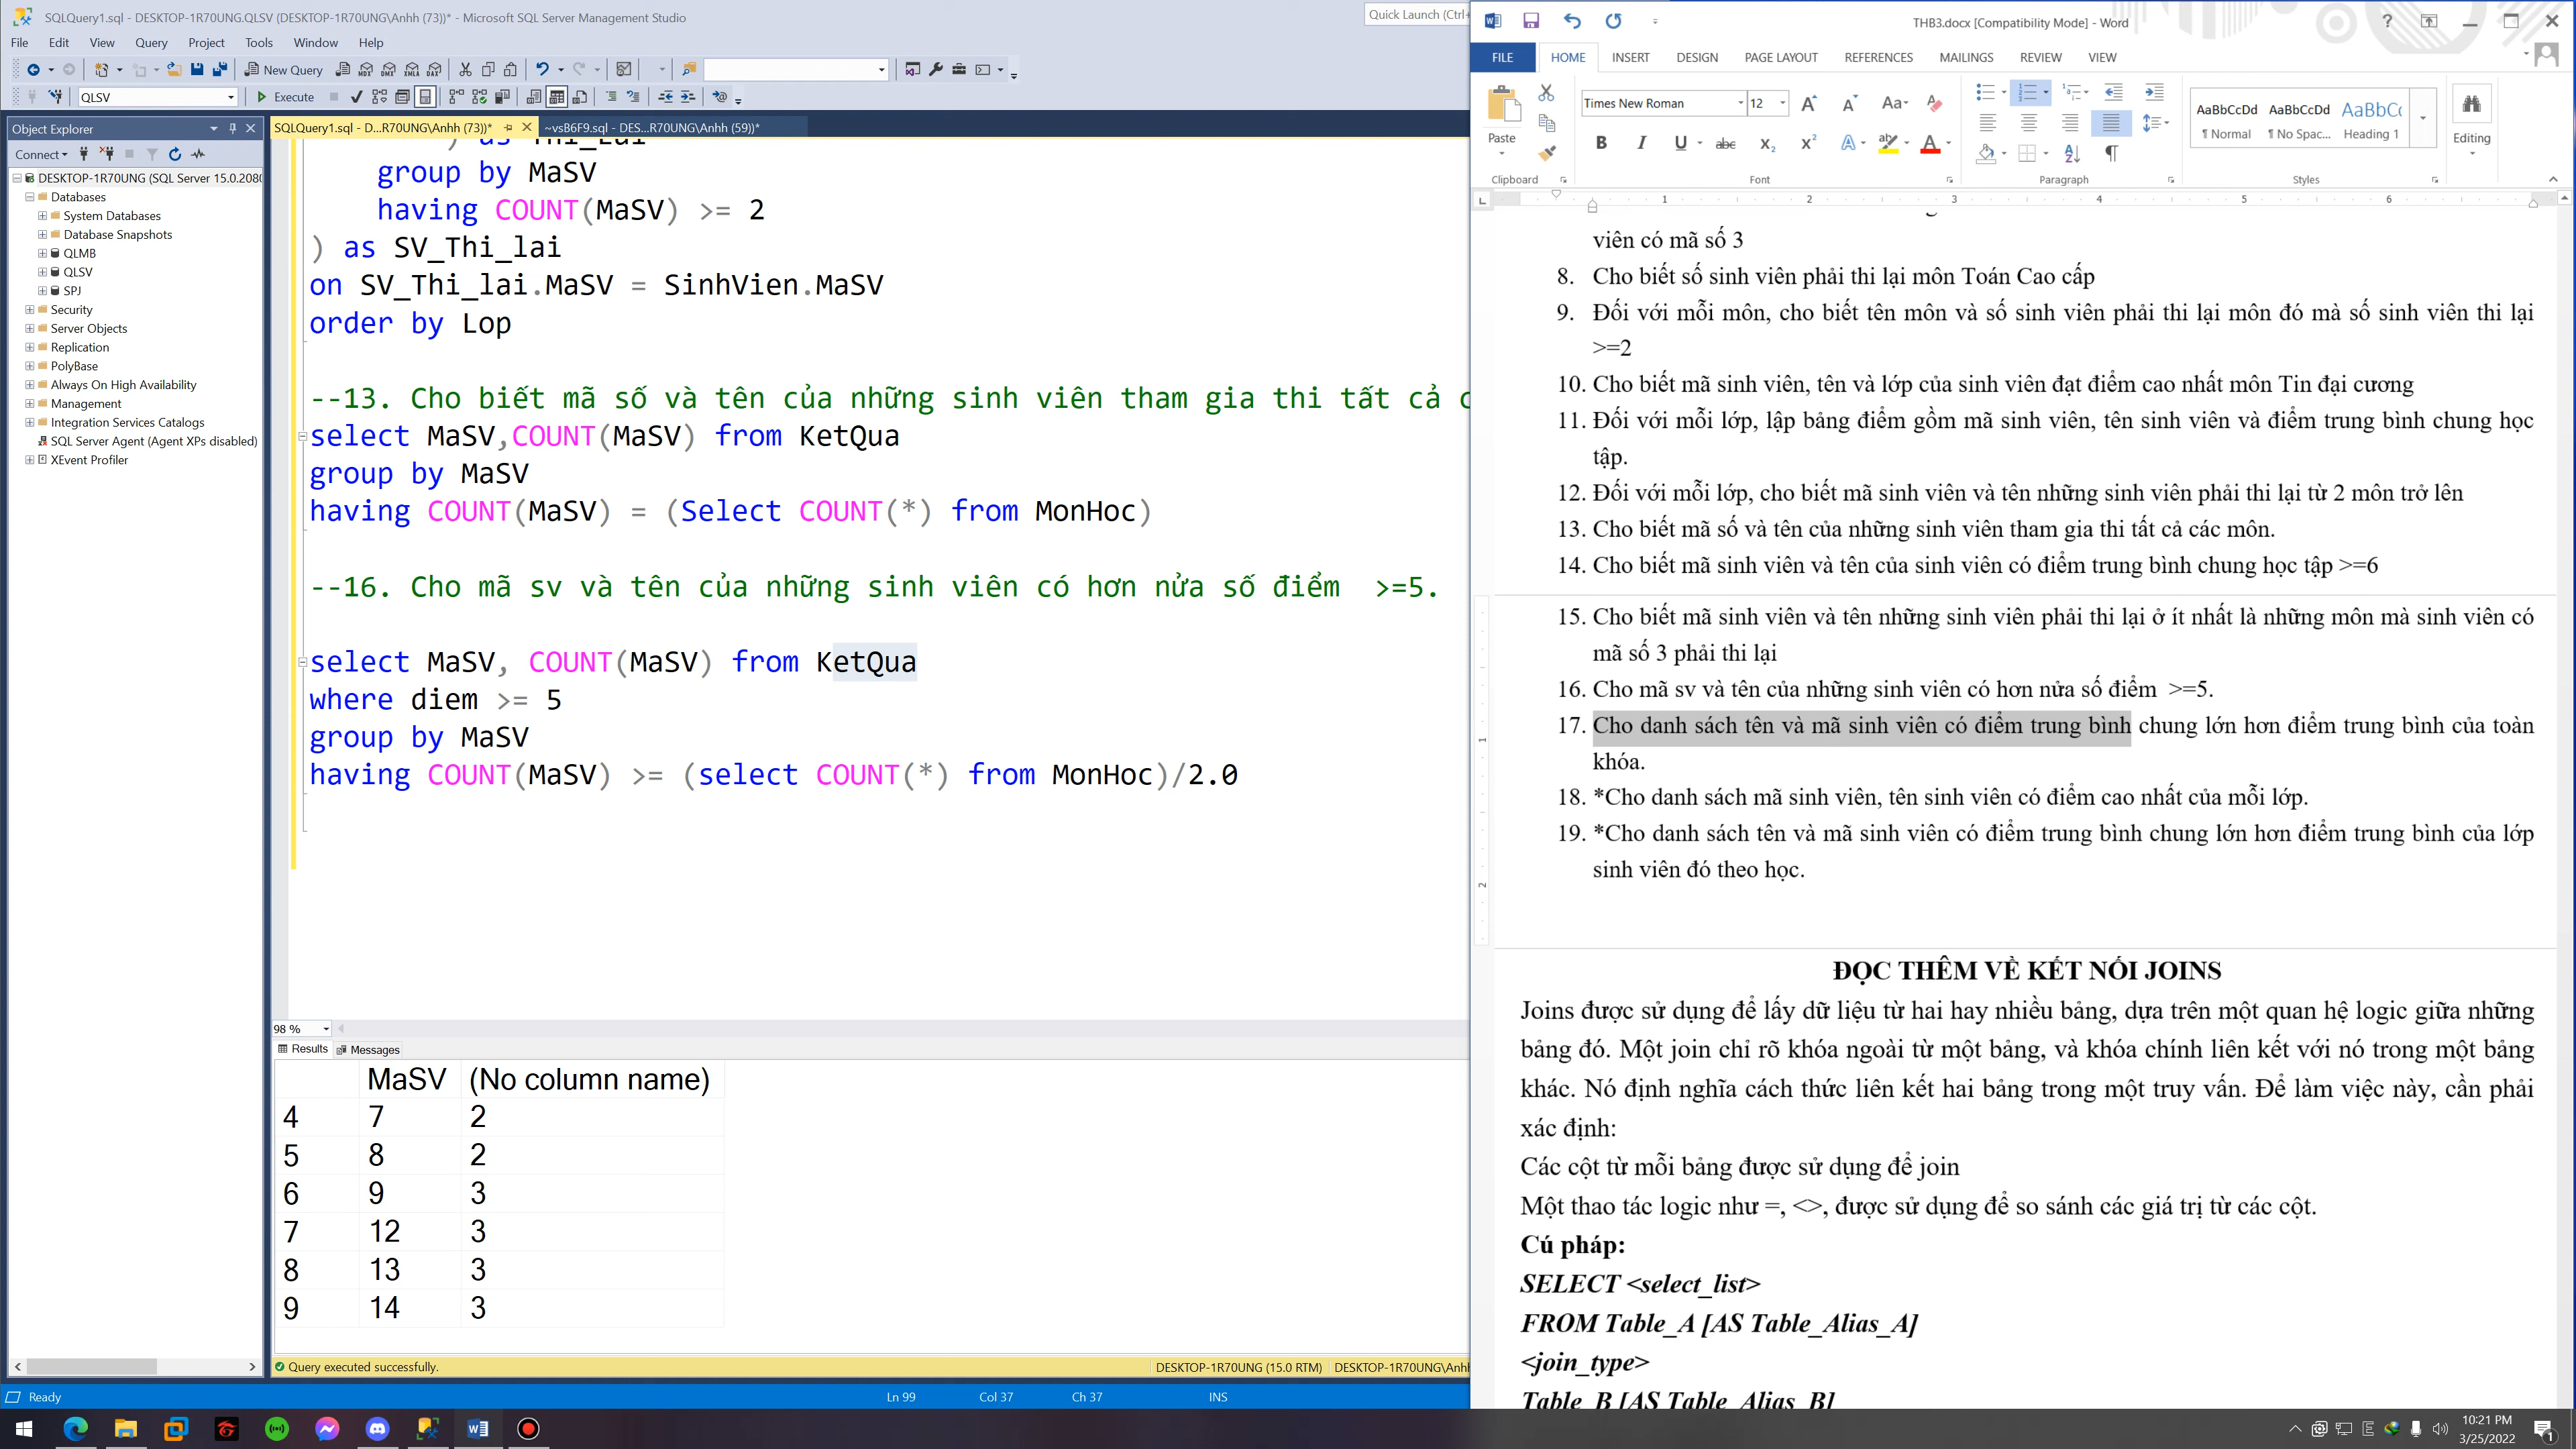 SQLQuery1.sql - DESKTOP-1R70UNG.QLSV (DESKTOP-1R70UNG\Anhh (73))* - Microsoft SQL Server Management Studio
Quick Launch (Ctrl+
File Edit View Query Project Tools Window Help
New Query
QLSV
Execute
Object Explorer
Connect
DESKTOP-1R70UNG (SQL Server 15.0.2080
Databases
System Databases
Database Snapshots
QLMB
QLSV
SPJ
Security
Server Objects
Replication
PolyBase
Always On High Availability
Management
Integration Services Catalogs
SQL Server Agent (Agent XPs disabled)
XEvent Profiler
SQLQuery1.sql - D...R70UNG\Anhh (73))*
~vsB6F9.sql - DES...R70UNG\Anhh (59))*
) as Thi_Lai
group by MaSV
having COUNT(MaSV) >= 2
) as SV_Thi_lai
on SV_Thi_lai.MaSV = SinhVien.MaSV
order by Lop
--13. Cho biết mã số và tên của những sinh viên tham gia thi tất cả c
select MaSV,COUNT(MaSV) from KetQua
group by MaSV
having COUNT(MaSV) = (Select COUNT(*) from MonHoc)
--16. Cho mã sv và tên của những sinh viên có hơn nửa số điểm  >=5.
select MaSV, COUNT(MaSV) from KetQua
where diem >= 5
group by MaSV
having COUNT(MaSV) >= (select COUNT(*) from MonHoc)/2.0
98 %
Results Messages
MaSV (No column name)
4 7 2
5 8 2
6 9 3
7 12 3
8 13 3
9 14 3
Query executed successfully.
DESKTOP-1R70UNG (15.0 RTM) DESKTOP-1R70UNG\Anhh
Ready
Ln 99 Col 37 Ch 37 INS
THB3.docx [Compatibility Mode] - Word
FILE HOME INSERT DESIGN PAGE LAYOUT REFERENCES MAILINGS REVIEW VIEW
Paste
Times New Roman 12
AaBbCcDd AaBbCcDd AaBbCc
¶ Normal ¶ No Spac... Heading 1
Editing
Clipboard Font Paragraph Styles
1 2 3 4 5 6
viên có mã số 3
8. Cho biết số sinh viên phải thi lại môn Toán Cao cấp
9. Đối với mỗi môn, cho biết tên môn và số sinh viên phải thi lại môn đó mà số sinh viên thi lại
>=2
10. Cho biết mã sinh viên, tên và lớp của sinh viên đạt điểm cao nhất môn Tin đại cương
11. Đối với mỗi lớp, lập bảng điểm gồm mã sinh viên, tên sinh viên và điểm trung bình chung học
tập.
12. Đối với mỗi lớp, cho biết mã sinh viên và tên những sinh viên phải thi lại từ 2 môn trở lên
13. Cho biết mã số và tên của những sinh viên tham gia thi tất cả các môn.
14. Cho biết mã sinh viên và tên của sinh viên có điểm trung bình chung học tập >=6
15. Cho biết mã sinh viên và tên những sinh viên phải thi lại ở ít nhất là những môn mà sinh viên có
mã số 3 phải thi lại
16. Cho mã sv và tên của những sinh viên có hơn nửa số điểm  >=5.
17. Cho danh sách tên và mã sinh viên có điểm trung bình chung lớn hơn điểm trung bình của toàn
khóa.
18. *Cho danh sách mã sinh viên, tên sinh viên có điểm cao nhất của mỗi lớp.
19. *Cho danh sách tên và mã sinh viên có điểm trung bình chung lớn hơn điểm trung bình của lớp
sinh viên đó theo học.
ĐỌC THÊM VỀ KẾT NỐI JOINS
Joins được sử dụng để lấy dữ liệu từ hai hay nhiều bảng, dựa trên một quan hệ logic giữa những
bảng đó. Một join chỉ rõ khóa ngoài từ một bảng, và khóa chính liên kết với nó trong một bảng
khác. Nó định nghĩa cách thức liên kết hai bảng trong một truy vấn. Để làm việc này, cần phải
xác định:
Các cột từ mỗi bảng được sử dụng để join
Một thao tác logic như =, <>, được sử dụng để so sánh các giá trị từ các cột.
Cú pháp:
SELECT <select_list>
FROM Table_A [AS Table_Alias_A]
<join_type>
Table_B [AS Table_Alias_B]
10:21 PM
3/25/2022